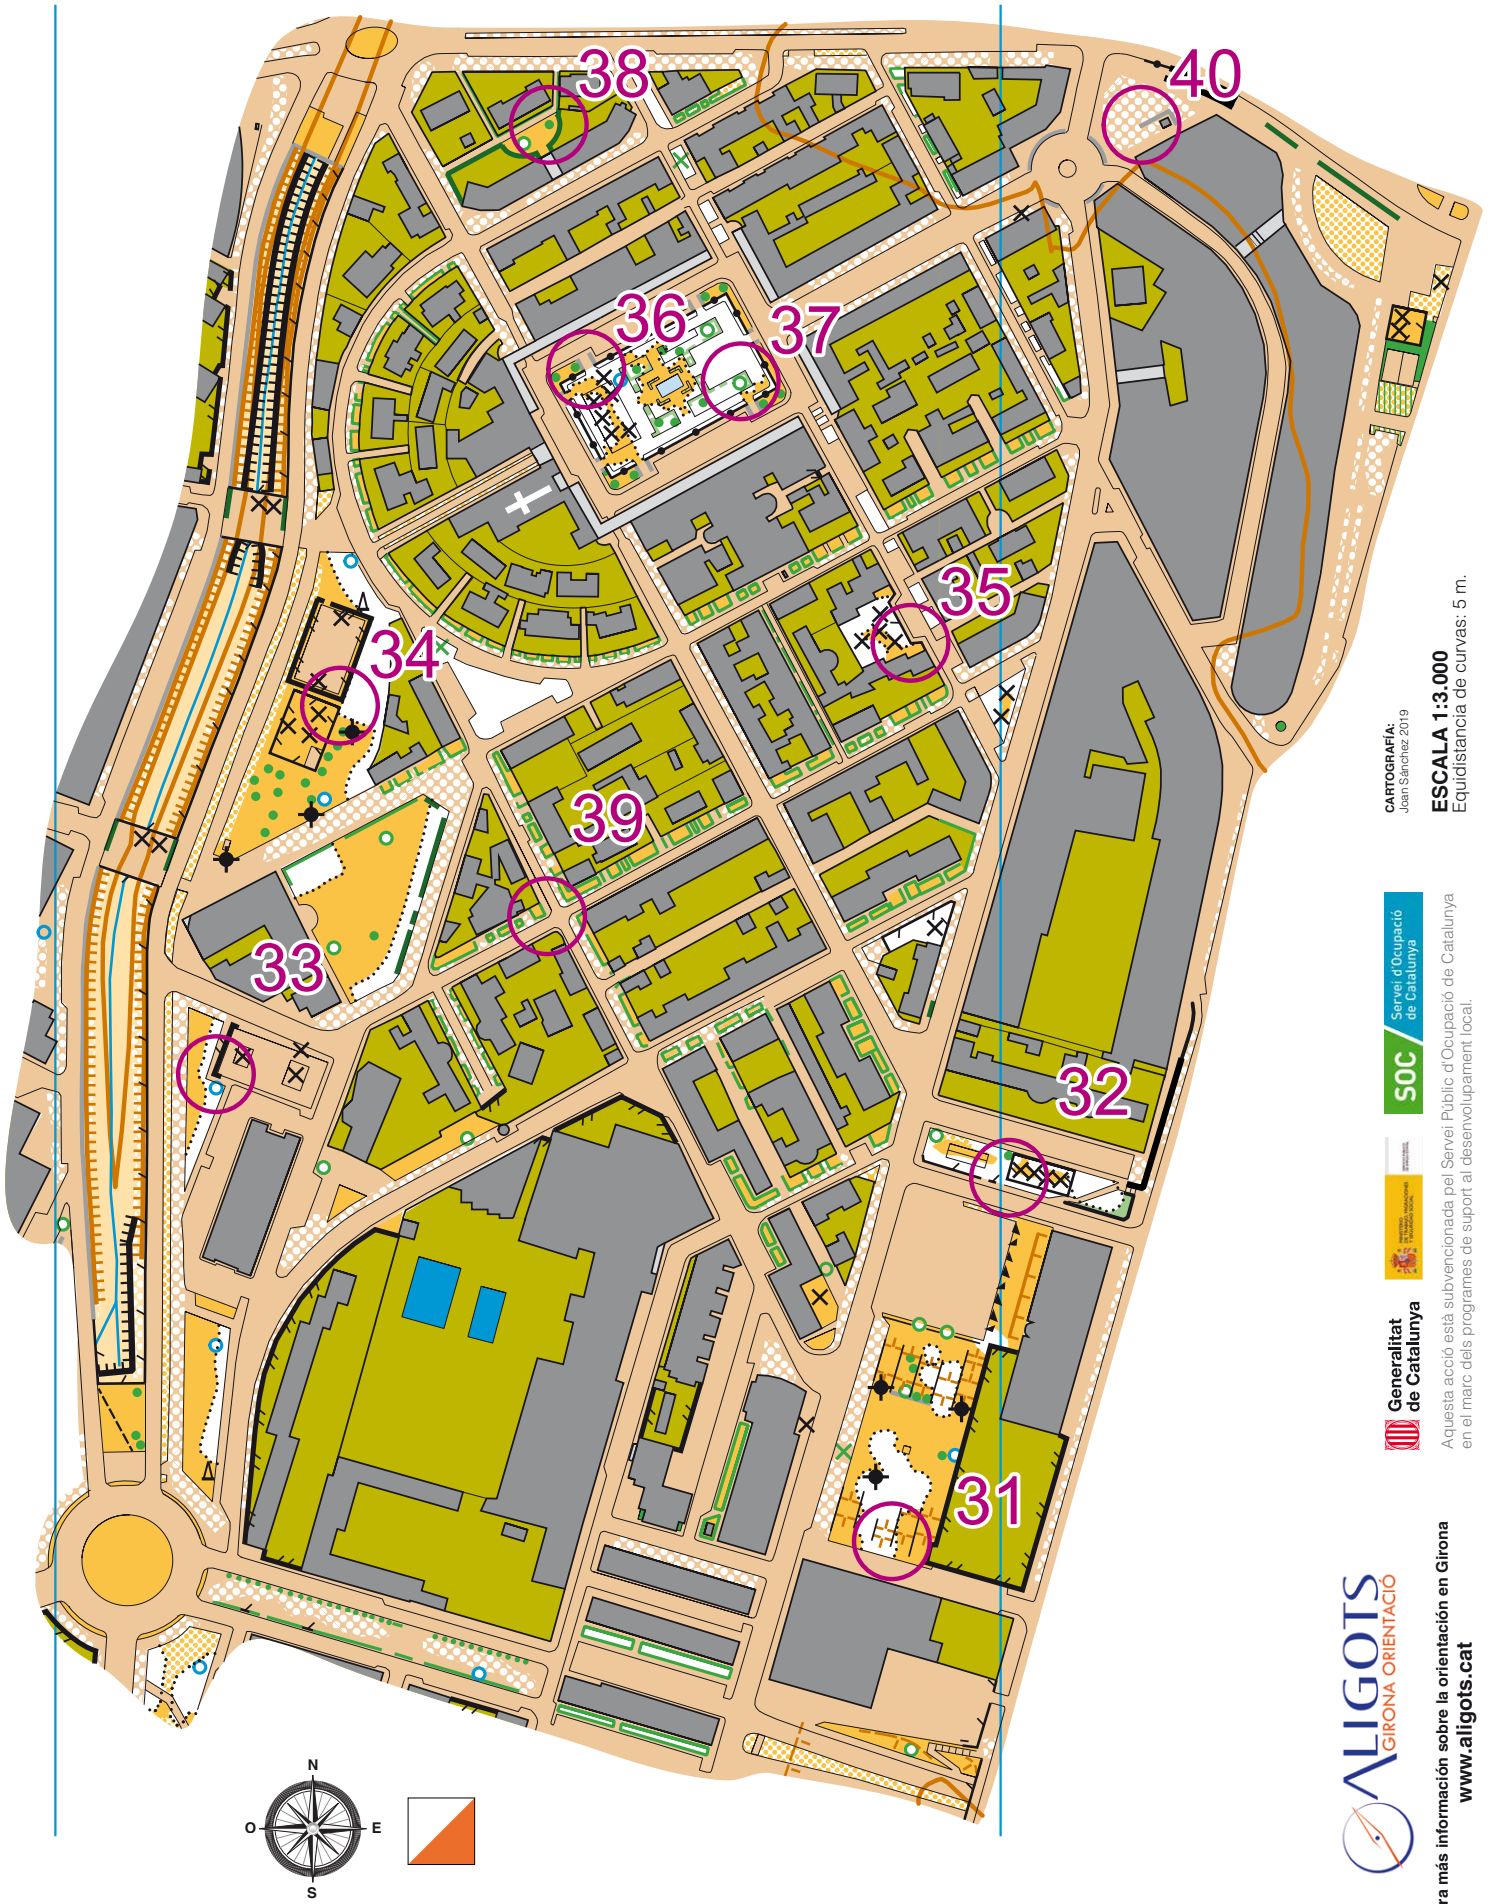 38
40
36
37
35
34
39
33
32
31
CARTOGRAFÍA:
Joan Sánchez 2019
ESCALA 1:3.000
Equidistancia de curvas: 5 m.
SOC
Servei d'Ocupació
de Catalunya
Generalitat
de Catalunya
Aquesta acció està subvencionada pel Servei Públic d'Ocupació de Catalunya
en el marc dels programes de suport al desenvolupament local.
ALIGOTS
GIRONA ORIENTACIÓ
ra más información sobre la orientación en Girona
www.aligots.cat
N
O
E
S